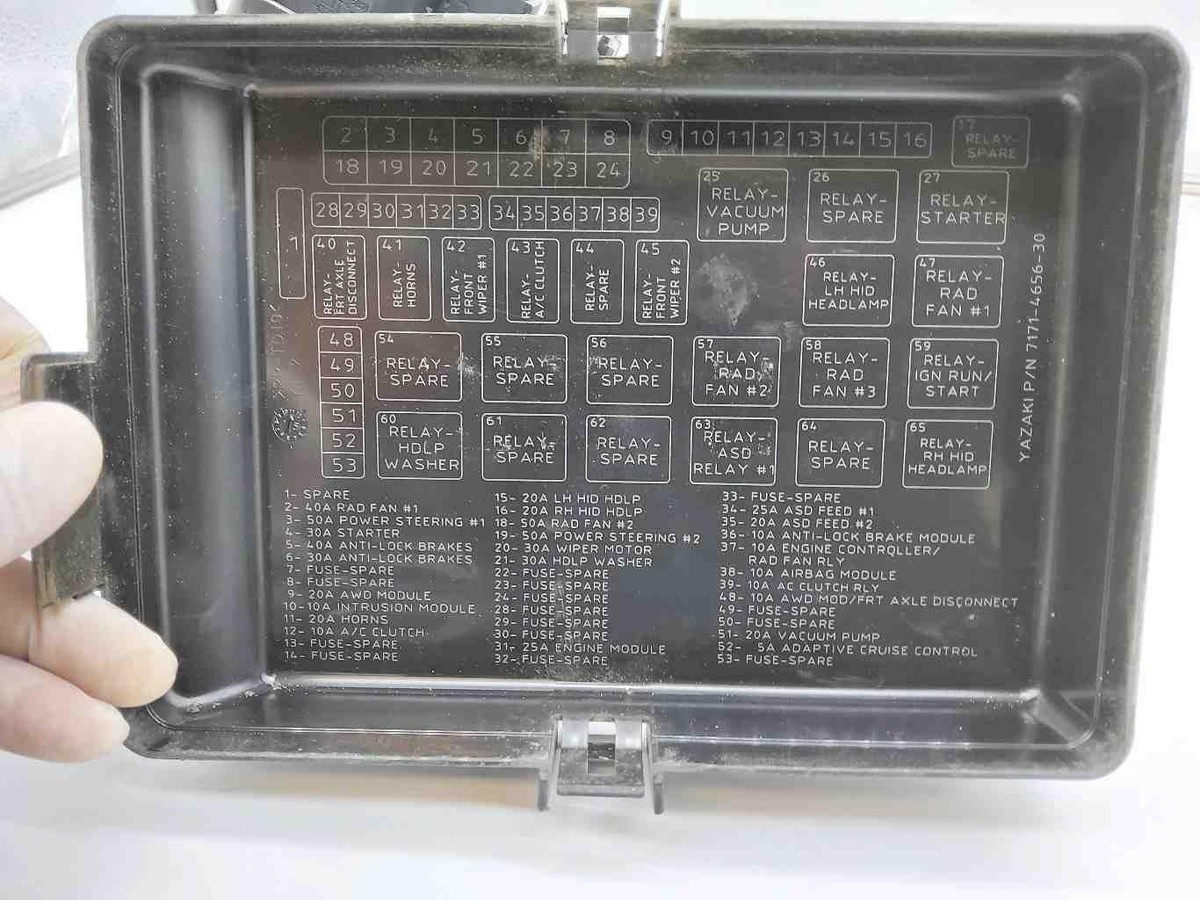 2 3 4 5 6 7 8
9 10 11 12 13 14 15 16
17 RELAY-
SPARE
18 19 20 21 22 23 24
25
RELAY-
VACUUM
PUMP
26
RELAY-
SPARE
27
RELAY-
STARTER
1
28 29 30 31 32 33
34 35 36 37 38 39
40
RELAY-
FRT AXLE
DISCONNECT
41
RELAY-
HORNS
42
RELAY-
FRONT
WIPER #1
43
RELAY-
A/C CLUTCH
44
RELAY-
SPARE
45
RELAY-
FRONT
WIPER #2
46
RELAY-
LH HID
HEADLAMP
47
RELAY-
RAD
FAN #1
YAZAKI P/N 7171-4656-30
48
49
50
51
52
53
54
RELAY-
SPARE
55
RELAY-
SPARE
56
RELAY-
SPARE
57
RELAY-
RAD
FAN #2
58
RELAY-
RAD
FAN #3
59
RELAY-
IGN RUN/
START
60
RELAY-
HDLP
WASHER
61
RELAY-
SPARE
62
RELAY-
SPARE
63
RELAY-
ASD
RELAY #1
64
RELAY-
SPARE
65
RELAY-
RH HID
HEADLAMP
1- SPARE
2- 40A RAD FAN #1
3- 50A POWER STEERING #1
4- 30A STARTER
5- 40A ANTI-LOCK BRAKES
6- 30A ANTI-LOCK BRAKES
7- FUSE-SPARE
8- FUSE-SPARE
9- 20A AWD MODULE
10-10A INTRUSION MODULE
11- 20A HORNS
12- 10A A/C CLUTCH
13- FUSE-SPARE
14- FUSE-SPARE
15- 20A LH HID HDLP
16- 20A RH HID HDLP
18- 50A RAD FAN #2
19- 50A POWER STEERING #2
20- 30A WIPER MOTOR
21- 30A HDLP WASHER
22- FUSE-SPARE
23- FUSE-SPARE
24- FUSE-SPARE
28- FUSE-SPARE
29- FUSE-SPARE
30- FUSE-SPARE
31- 25A ENGINE MODULE
32- FUSE-SPARE
33- FUSE-SPARE
34- 25A ASD FEED #1
35- 20A ASD FEED #2
36- 10A ANTI-LOCK BRAKE MODULE
37- 10A ENGINE CONTROLLER/
RAD FAN RLY
38- 10A AIRBAG MODULE
39- 10A AC CLUTCH RLY
48- 10A AWD MOD/FRT AXLE DISCONNECT
49- FUSE-SPARE
50- FUSE-SPARE
51- 20A VACUUM PUMP
52- 5A ADAPTIVE CRUISE CONTROL
53- FUSE-SPARE